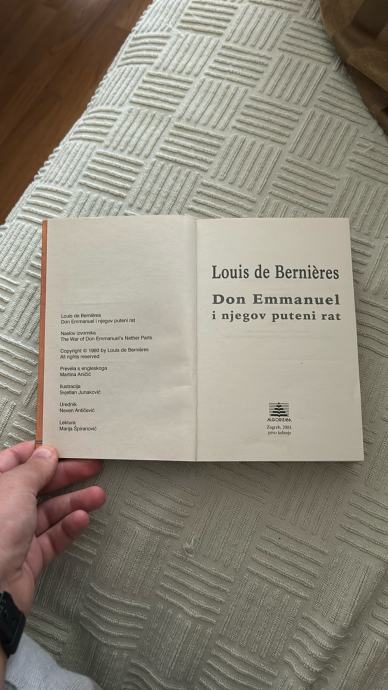 Louis de Bernières
Don Emmanuel i njegov puteni rat
Naslov izvornika
The War of Don Emmanuel's Nether Parts
Copyright © 1990 by Louis de Bernières
All rights reserved
Prevela s engleskoga
Martina Aničić
Ilustracija
Svjetlan Junaković
Urednik
Neven Antičević
Lektura
Marija Špiranović
Louis de Bernières
Don Emmanuel
i njegov puteni rat
ALGORITAM
Zagreb, 2001.
prvo izdanje